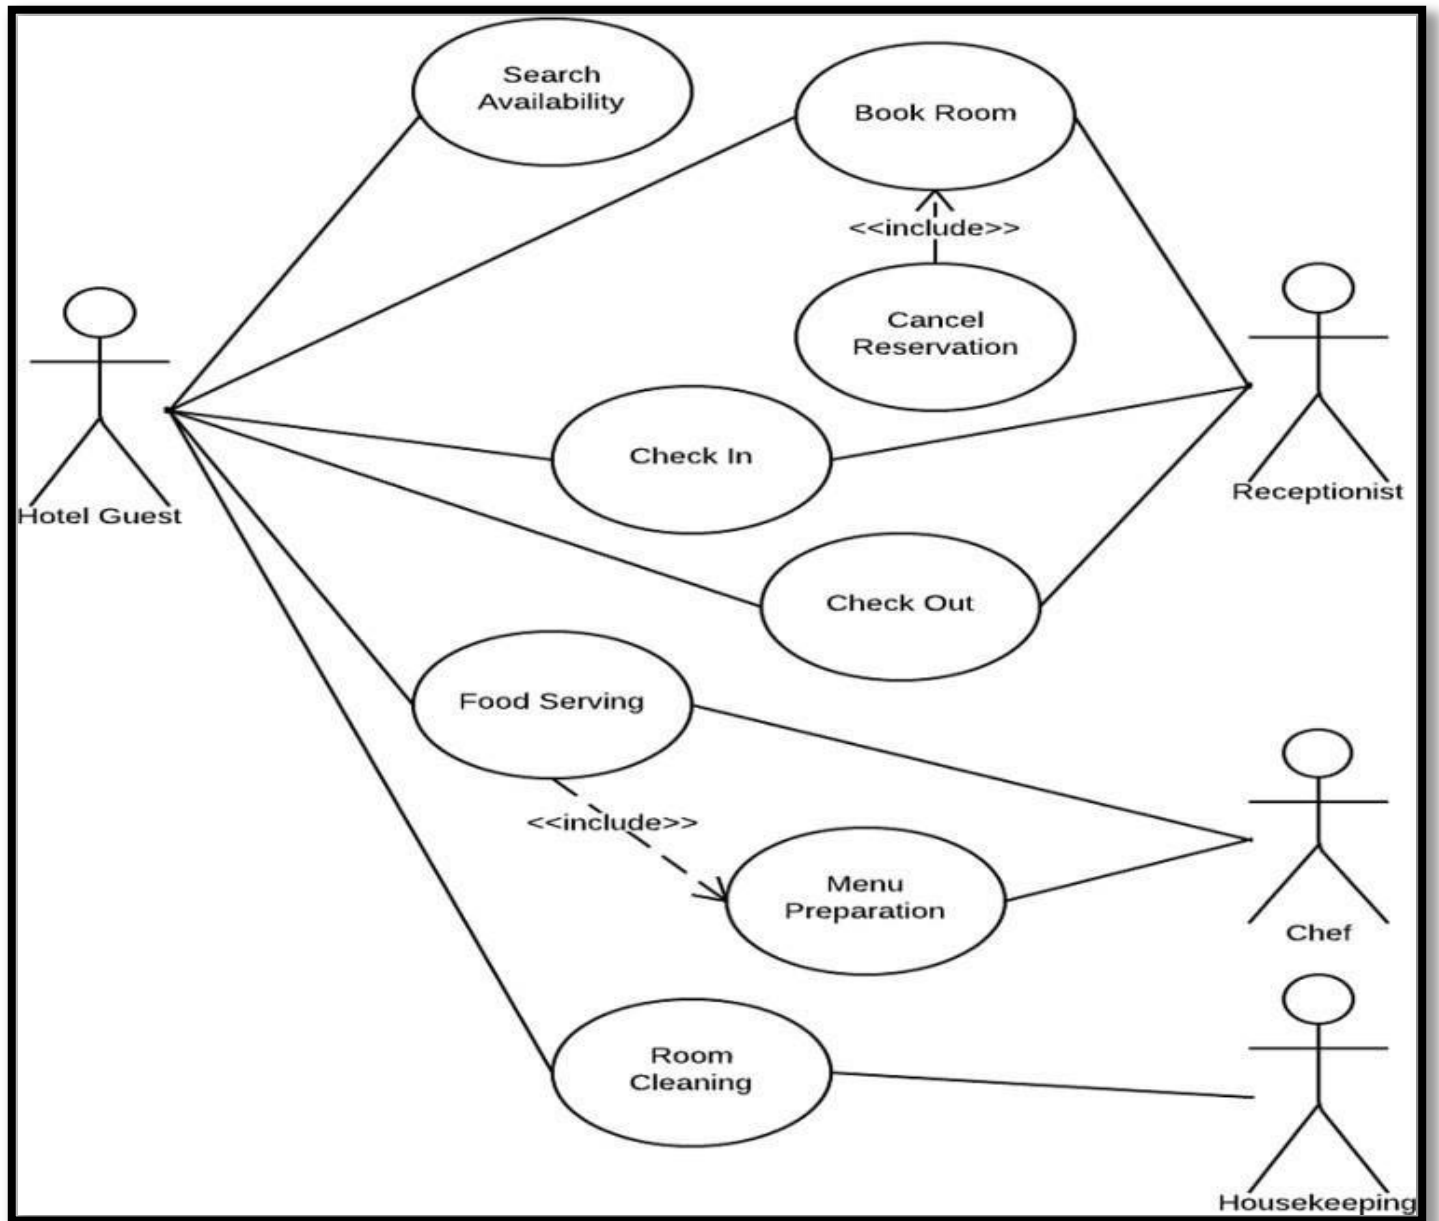 Search
Availability
Book Room
<<include>>
Cancel
Reservation
Check In
Receptionist
Hotel Guest
Check Out
Food Serving
<<include>>
Menu
Preparation
Chef
Room
Cleaning
Housekeeping